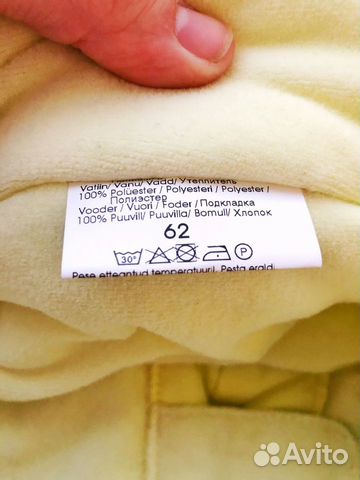 Vatiin/ Vanu/ Vadd/ Утеплитель
100% Polüester/ Polyesteri/ Polyester/
Полиэстер
Vooder/ Vuori/ Foder/ Подкладка
100% Puuvill/ Puuvilla/ Bomull/ Хлопок
62
30° P
Pese etteantud temperatuuril. Pesta eraldi
Avito